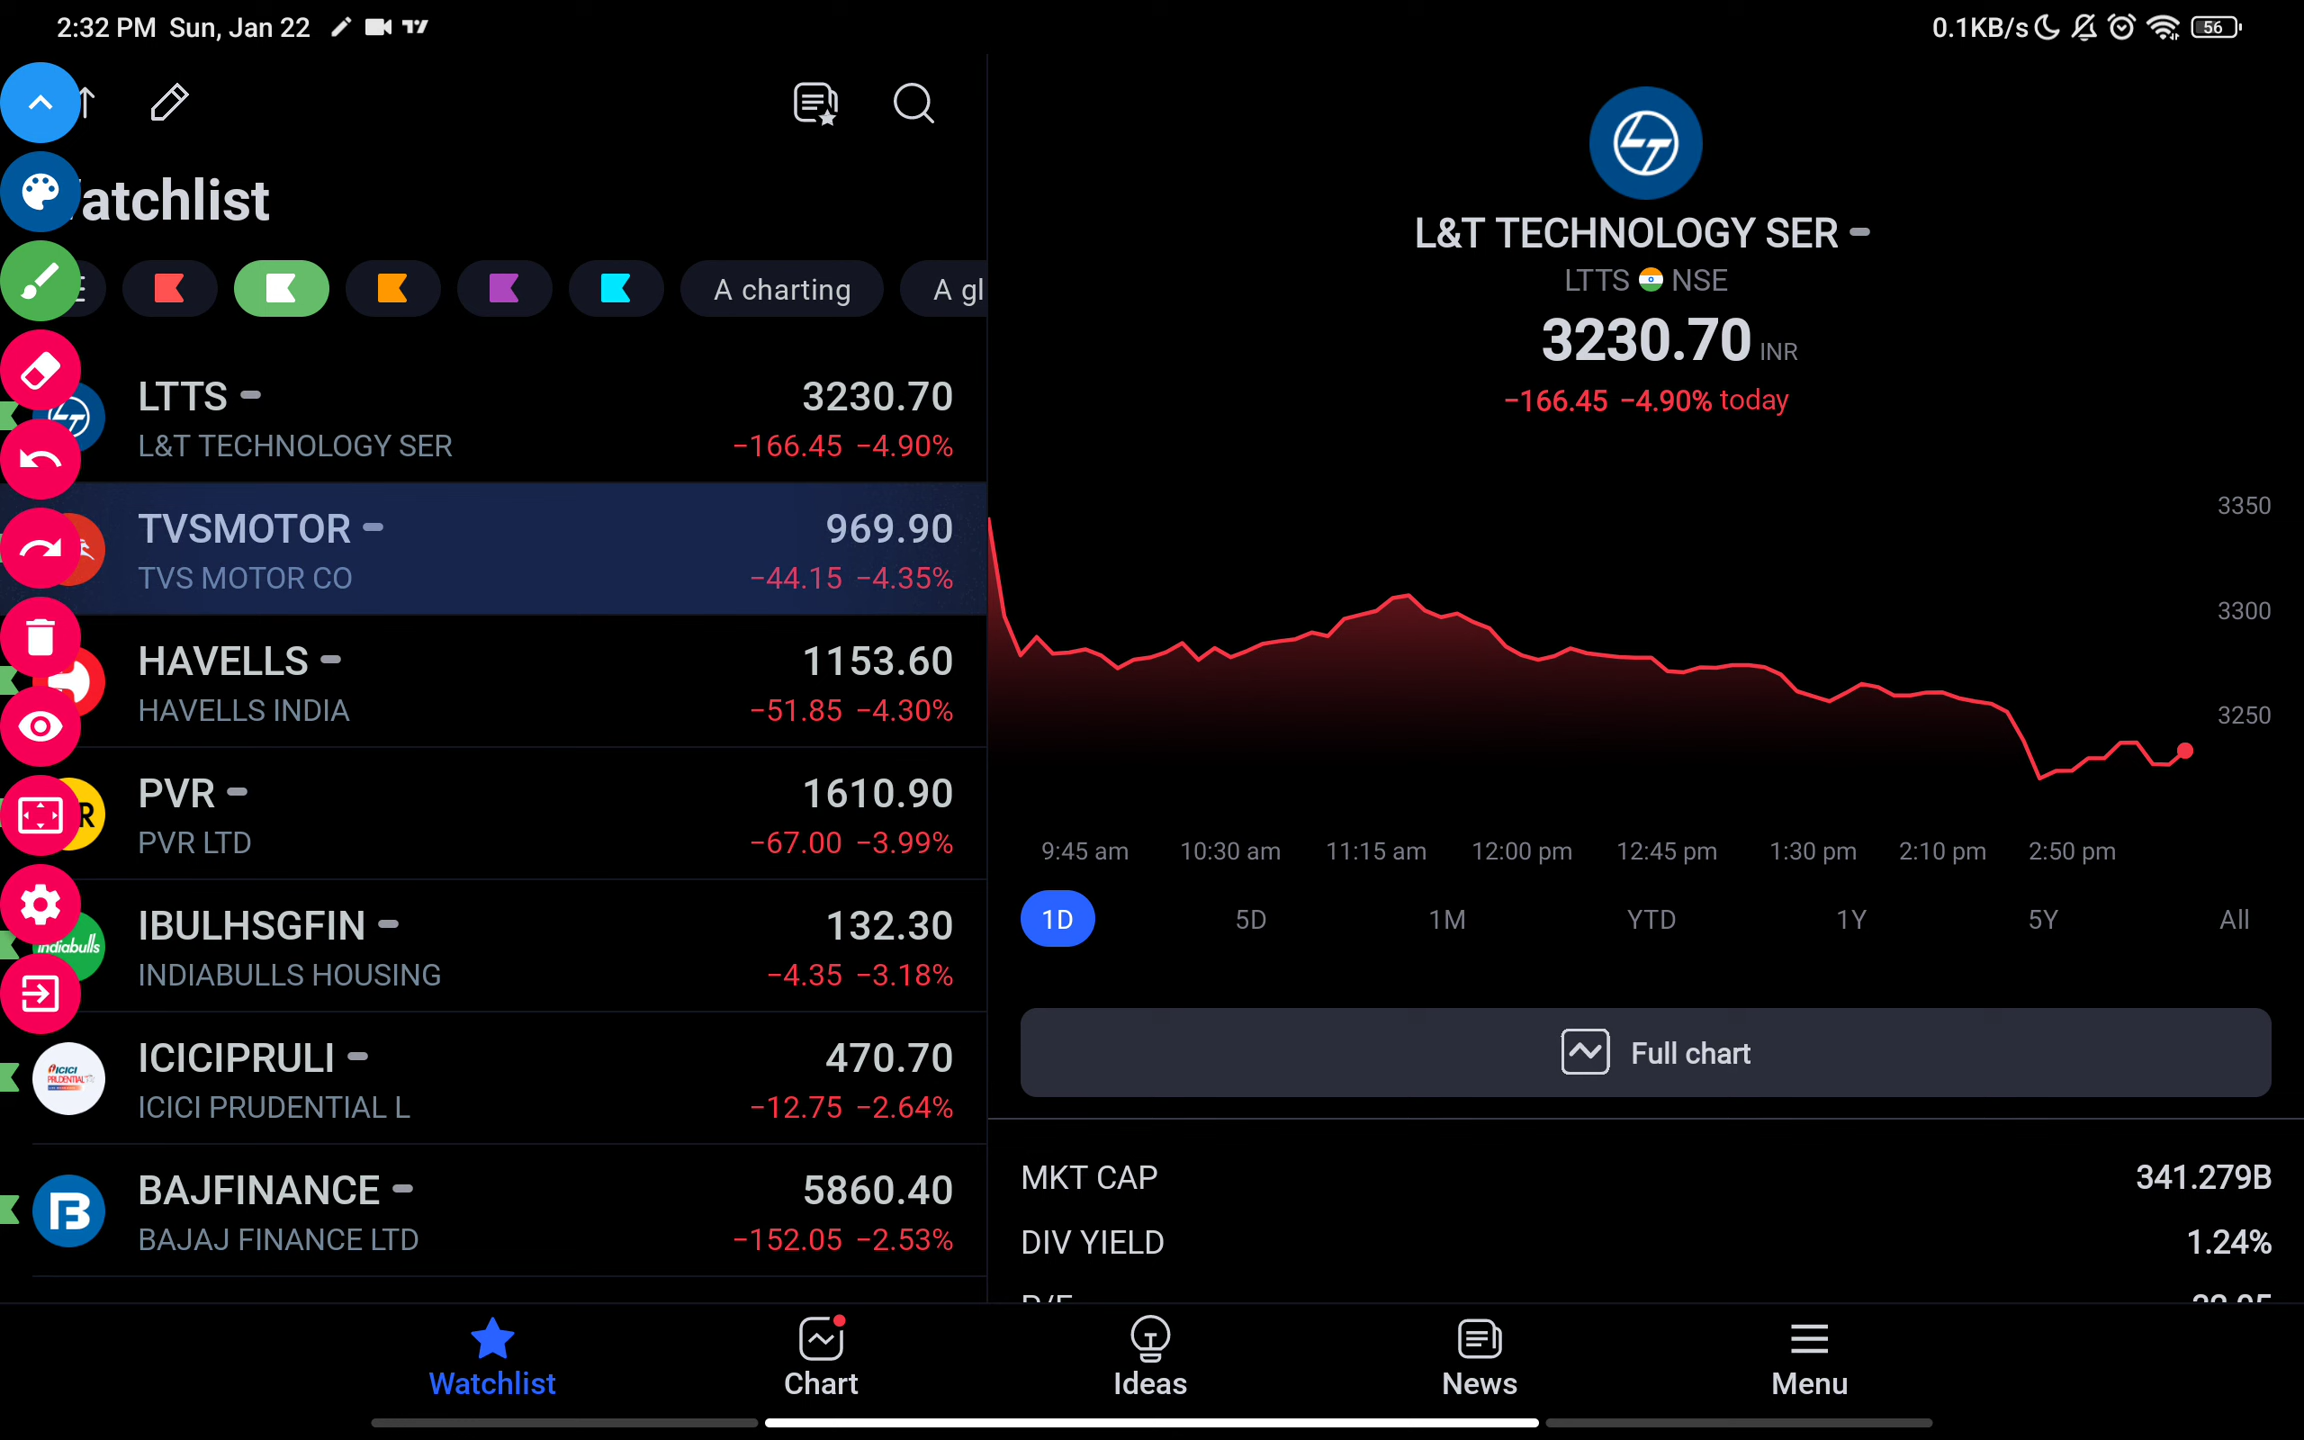 2:32 PM Sun, Jan 22
0.1KB/s 56
atchlist
A charting
A gl
LTTS 3230.70
L&T TECHNOLOGY SER −166.45 −4.90%
TVSMOTOR 969.90
TVS MOTOR CO −44.15 −4.35%
HAVELLS 1153.60
HAVELLS INDIA −51.85 −4.30%
PVR 1610.90
PVR LTD −67.00 −3.99%
IBULHSGFIN 132.30
INDIABULLS HOUSING −4.35 −3.18%
indiabulls
ICICIPRULI 470.70
ICICI PRUDENTIAL L −12.75 −2.64%
ICICI
PRUDENTIAL
BAJFINANCE 5860.40
BAJAJ FINANCE LTD −152.05 −2.53%
L&T TECHNOLOGY SER
LTTS NSE
3230.70 INR
−166.45 −4.90% today
3350
3300
3250
9:45 am 10:30 am 11:15 am 12:00 pm 12:45 pm 1:30 pm 2:10 pm 2:50 pm
1D 5D 1M YTD 1Y 5Y All
Full chart
MKT CAP 341.279B
DIV YIELD 1.24%
Watchlist Chart Ideas News Menu